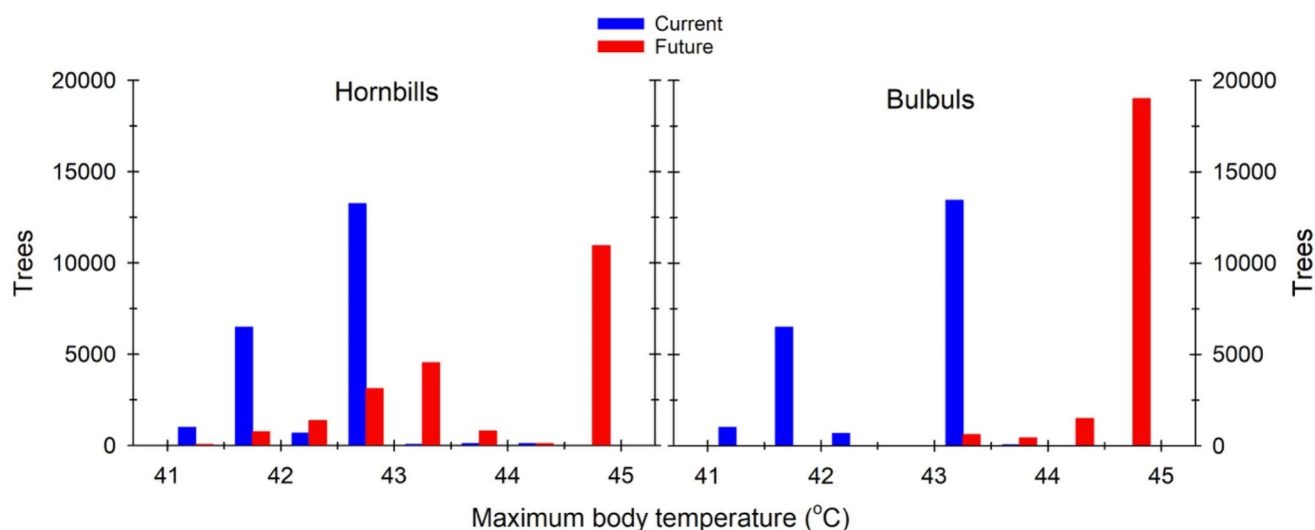 Current
Future
Hornbills
Bulbuls
20000
15000
10000
5000
0
Trees
41 42 43 44 45
41 42 43 44 45
20000
15000
10000
5000
0
Trees
Maximum body temperature (°C)